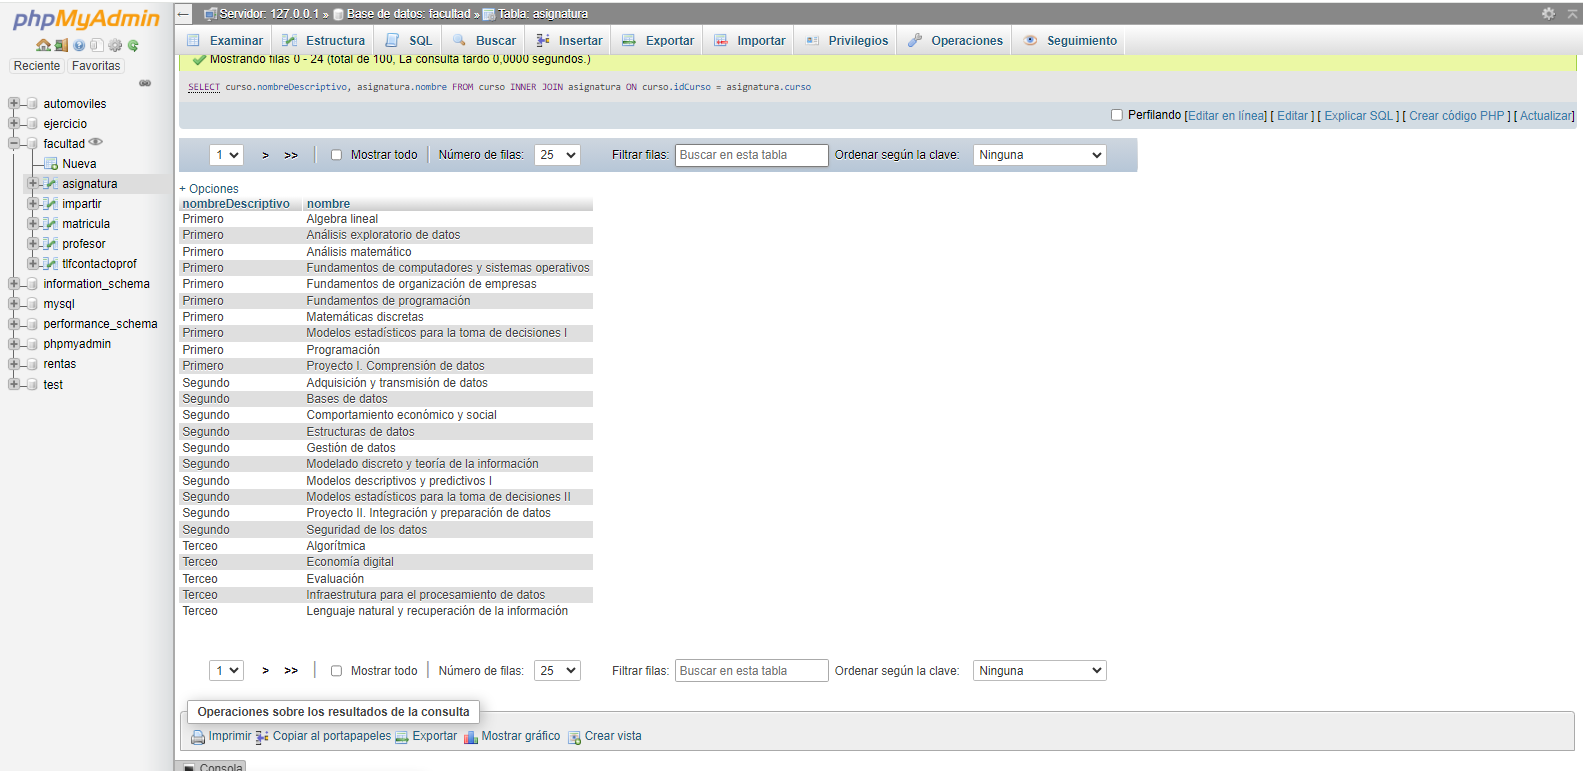 phpMyAdmin
Reciente Favoritas
automoviles
ejercicio
facultad
Nueva
asignatura
impartir
matricula
profesor
tlfcontactoprof
information_schema
mysql
performance_schema
phpmyadmin
rentas
test
Servidor: 127.0.0.1 » Base de datos: facultad » Tabla: asignatura
Examinar Estructura SQL Buscar Insertar Exportar Importar Privilegios Operaciones Seguimiento
Mostrando filas 0 - 24 (total de 100, La consulta tardó 0,0000 segundos.)
SELECT curso.nombreDescriptivo, asignatura.nombre FROM curso INNER JOIN asignatura ON curso.idCurso = asignatura.curso
Perfilando [Editar en línea] [ Editar ] [ Explicar SQL ] [ Crear código PHP ] [ Actualizar]
1 > >> Mostrar todo Número de filas: 25 Filtrar filas: Buscar en esta tabla Ordenar según la clave: Ninguna
+ Opciones
nombreDescriptivo nombre
Primero Algebra lineal
Primero Análisis exploratorio de datos
Primero Análisis matemático
Primero Fundamentos de computadores y sistemas operativos
Primero Fundamentos de organización de empresas
Primero Fundamentos de programación
Primero Matemáticas discretas
Primero Modelos estadísticos para la toma de decisiones I
Primero Programación
Primero Proyecto I. Comprensión de datos
Segundo Adquisición y transmisión de datos
Segundo Bases de datos
Segundo Comportamiento económico y social
Segundo Estructuras de datos
Segundo Gestión de datos
Segundo Modelado discreto y teoría de la información
Segundo Modelos descriptivos y predictivos I
Segundo Modelos estadísticos para la toma de decisiones II
Segundo Proyecto II. Integración y preparación de datos
Segundo Seguridad de los datos
Terceo Algorítmica
Terceo Economía digital
Terceo Evaluación
Terceo Infraestrutura para el procesamiento de datos
Terceo Lenguaje natural y recuperación de la información
1 > >> Mostrar todo Número de filas: 25 Filtrar filas: Buscar en esta tabla Ordenar según la clave: Ninguna
Operaciones sobre los resultados de la consulta
Imprimir Copiar al portapapeles Exportar Mostrar gráfico Crear vista
Consola